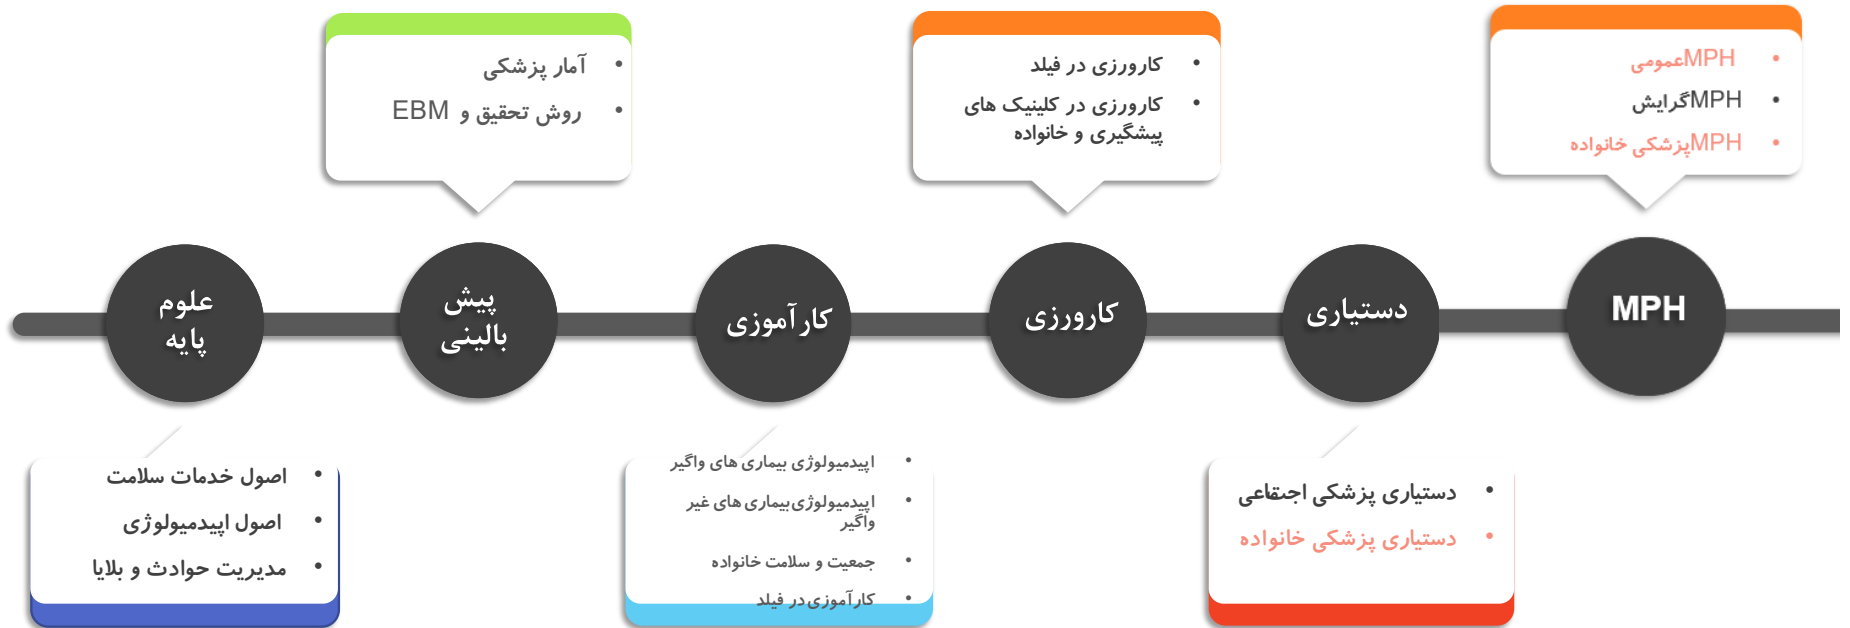 علوم
پایه
• اصول خدمات سلامت
• اصول اپیدمیولوژی
• مدیریت حوادث و بلایا
پیش
بالینی
• آمار پزشکی
• روش تحقیق و EBM
کارآموزی
• اپیدمیولوژی بیماری های واگیر
• اپیدمیولوژی بیماری های غیر
واگیر
• جمعیت و سلامت خانواده
• کارآموزی در فیلد
کارورزی
• کارورزی در فیلد
• کارورزی در کلینیک های
پیشگیری و خانواده
دستیاری
• دستیاری پزشکی اجتماعی
• دستیاری پزشکی خانواده
MPH
• MPHعمومی
• MPHگرایش
• MPHپزشکی خانواده